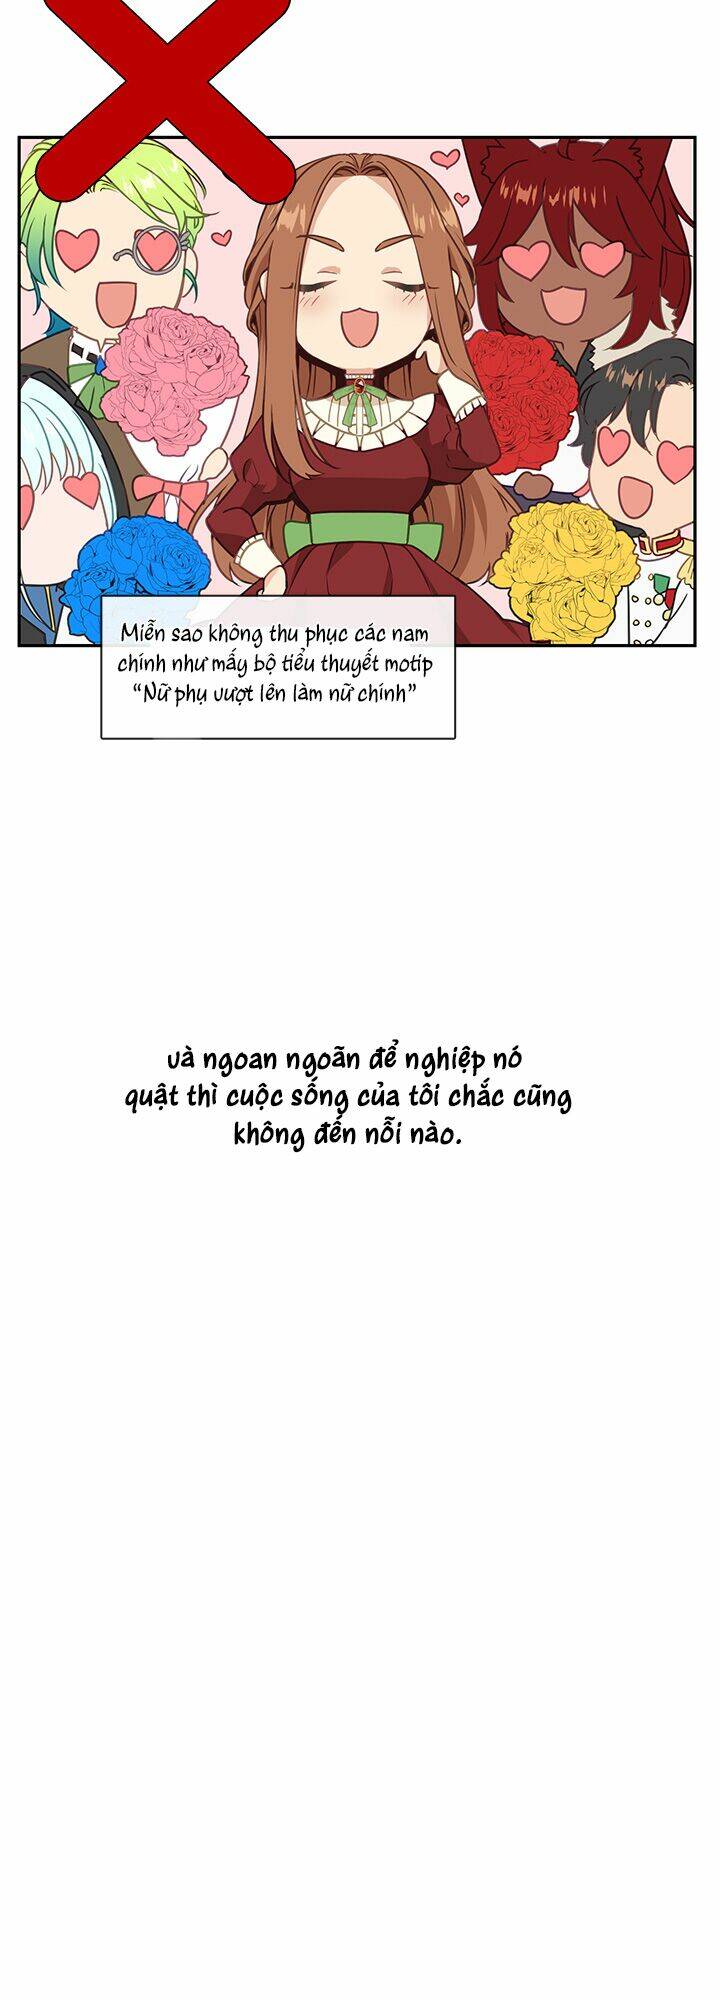 Miễn sao không thu phục các nam
chính như mấy bộ tiểu thuyết motip
“Nữ phụ vượt lên làm nữ chính”
và ngoan ngoãn để nghiệp nó
quật thì cuộc sống của tôi chắc cũng
không đến nỗi nào.